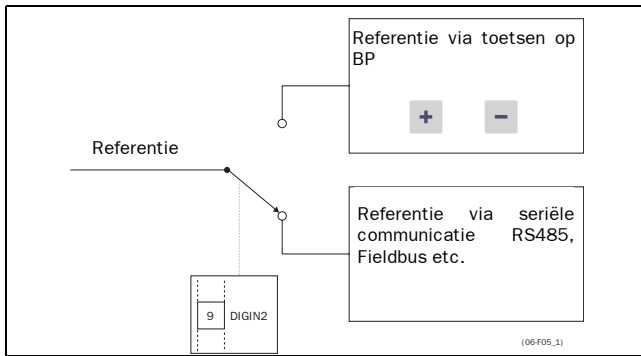 Referentie via toetsen op
BP
+ −
Referentie
Referentie via seriële
communicatie RS485,
Fieldbus etc.
9 DIGIN2
(06-F05_1)